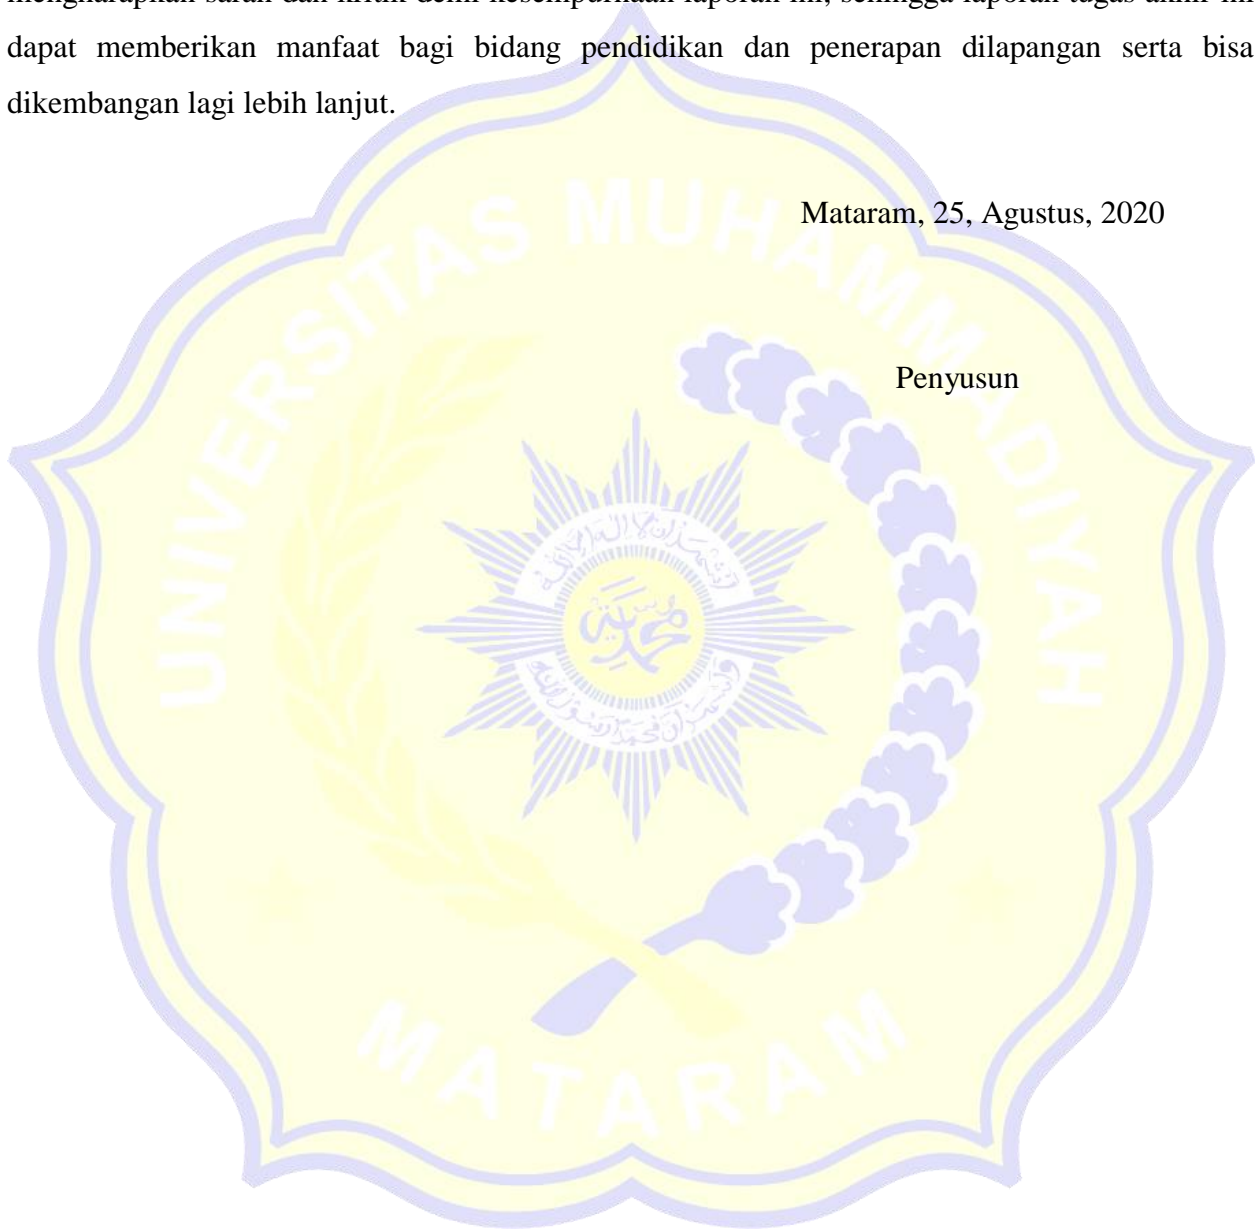 mengharapkan saran dan kritik demi kesempurnaan laporan ini, sehingga laporan tugas akhir ini
dapat memberikan manfaat bagi bidang pendidikan dan penerapan dilapangan serta bisa
dikembangan lagi lebih lanjut.
Mataram, 25, Agustus, 2020
Penyusun
UNIVERSITAS MUHAMMADIYAH
MATARAM